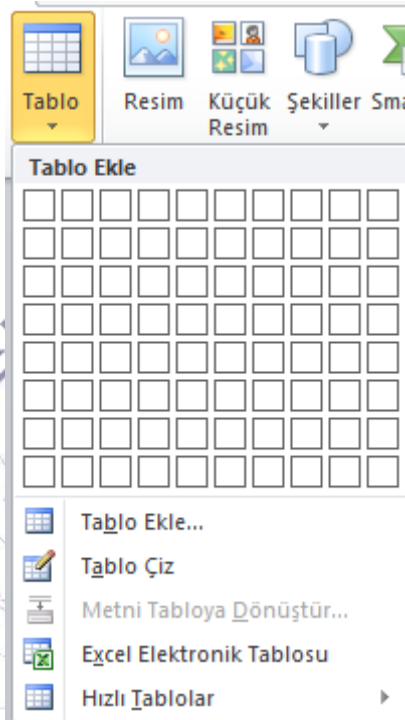 Tablo
Resim
Küçük
Resim
Şekiller
Sma
Tablo Ekle
Tablo Ekle...
Tablo Çiz
Metni Tabloya Dönüştür...
Excel Elektronik Tablosu
Hızlı Tablolar